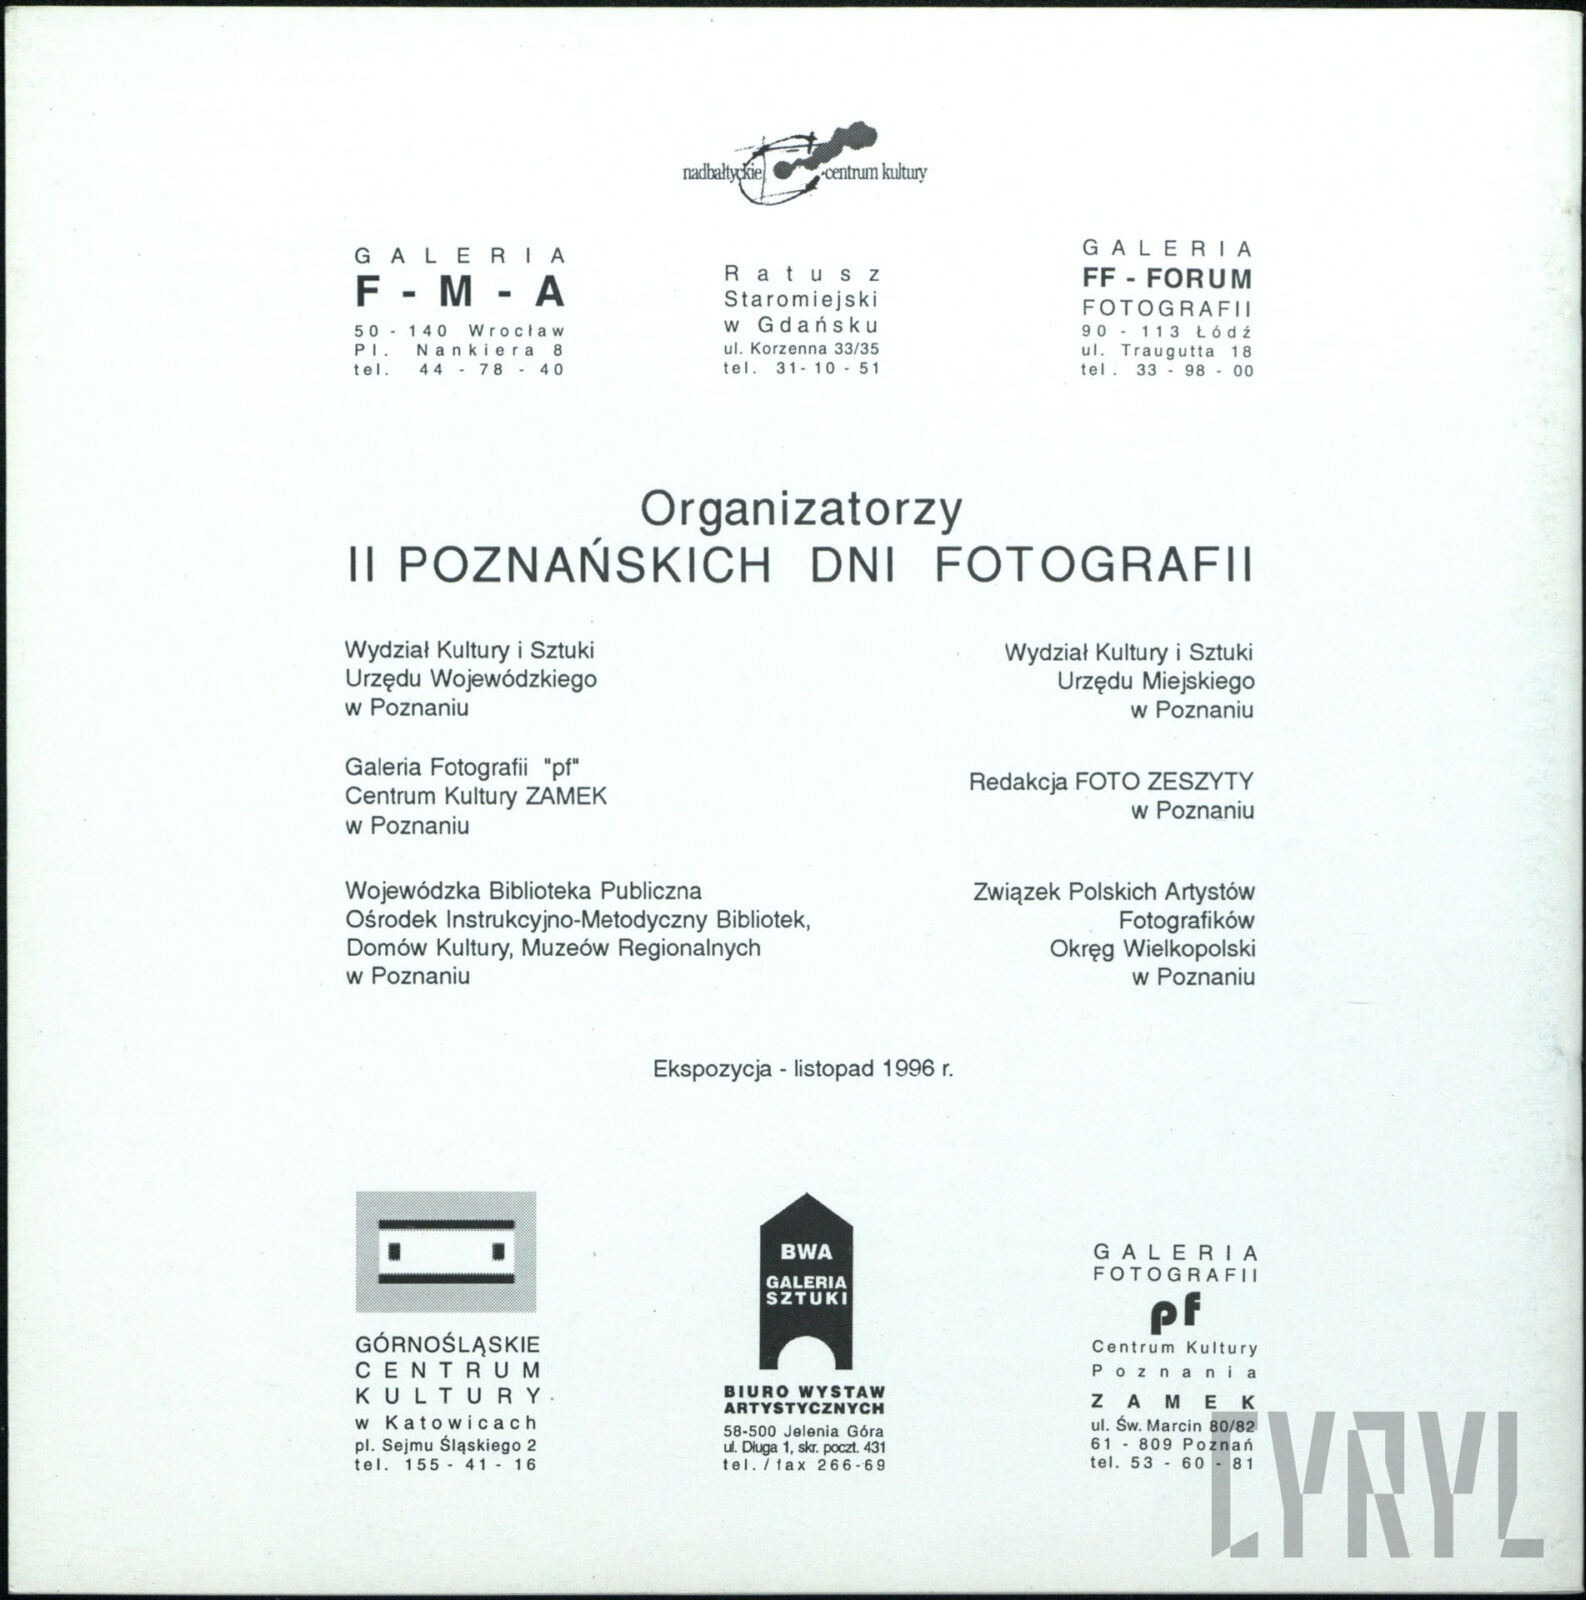 nadbałtyckie centrum kultury
GALERIA
F - M - A
50 - 140 Wrocław
Pl. Nankiera 8
tel. 44 - 78 - 40
Ratusz
Staromiejski
w Gdańsku
ul. Korzenna 33/35
tel. 31- 10 - 51
GALERIA
FF - FORUM
FOTOGRAFII
90 - 113 Łódź
ul. Traugutta 18
tel . 33 - 98 - 00
Organizatorzy
II POZNAŃSKICH DNI FOTOGRAFII
Wydział Kultury i Sztuki
Urzędu Wojewódzkiego
w Poznaniu
Wydział Kultury i Sztuki
Urzędu Miejskiego
w Poznaniu
Galeria Fotografii "pf"
Centrum Kultury ZAMEK
w Poznaniu
Redakcja FOTO ZESZYTY
w Poznaniu
Wojewódzka Biblioteka Publiczna
Ośrodek Instrukcyjno-Metodyczny Bibliotek,
Domów Kultury, Muzeów Regionalnych
w Poznaniu
Związek Polskich Artystów
Fotografików
Okręg Wielkopolski
w Poznaniu
Ekspozycja - listopad 1996 r.
GÓRNOŚLĄSKIE
CENTRUM
KULTURY
w Katowicach
pl. Sejmu Śląskiego 2
tel. 155 - 41 - 16
BWA
GALERIA
SZTUKI
BIURO WYSTAW
ARTYSTYCZNYCH
58-500 Jelenia Góra
ul. Długa 1, skr. poczt. 431
tel. / fax 266-69
GALERIA
FOTOGRAFII
pf
Centrum Kultury
Poznania
ZAMEK
ul. Św. Marcin 80/82
61 - 809 Poznań
tel. 53 - 60 - 81
CYRYL